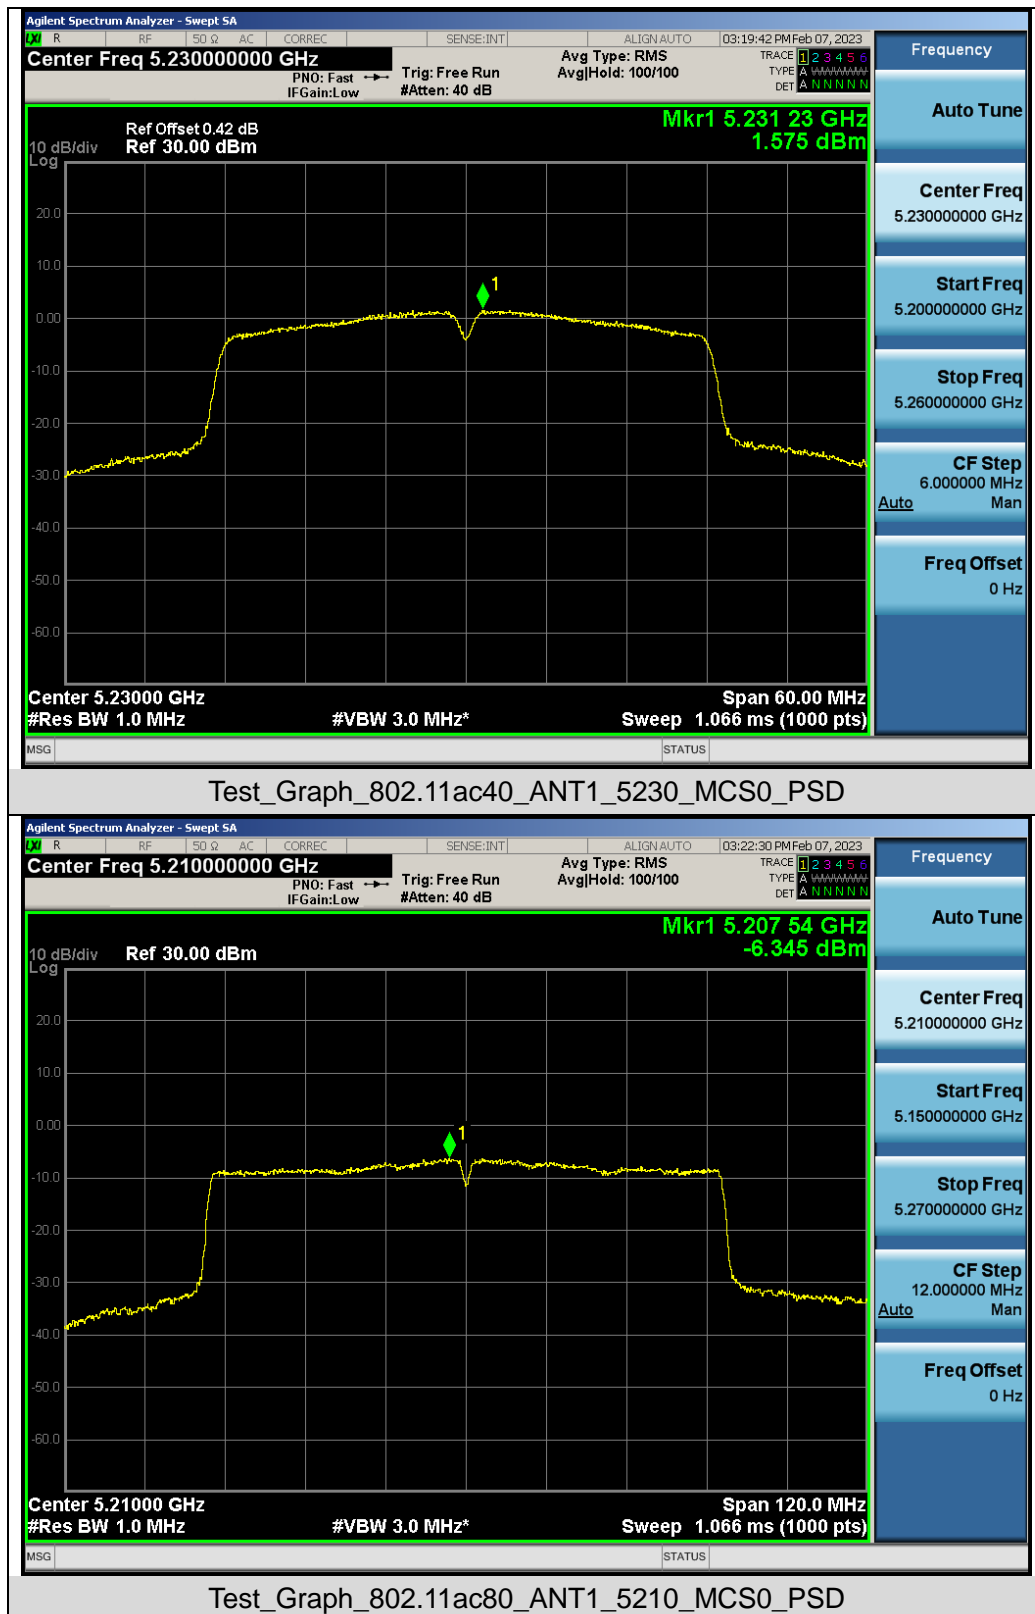 Agilent Spectrum Analyzer - Swept SA
LXI R RF 50 Ω AC CORREC SENSE:INT ALIGN AUTO 03:19:42 PM Feb 07, 2023
Center Freq 5.230000000 GHz
PNO: Fast
IFGain:Low
Trig: Free Run
#Atten: 40 dB
Avg Type: RMS
Avg|Hold: 100/100
TRACE 1 2 3 4 5 6
TYPE A WWWWW
DET A N N N N N
Mkr1 5.231 23 GHz
1.575 dBm
Ref Offset 0.42 dB
10 dB/div Ref 30.00 dBm
Log
20.0
10.0
0.00
-10.0
-20.0
-30.0
-40.0
-50.0
-60.0
1
Center 5.23000 GHz Span 60.00 MHz
#Res BW 1.0 MHz #VBW 3.0 MHz* Sweep 1.066 ms (1000 pts)
MSG STATUS
Frequency
Auto Tune
Center Freq
5.230000000 GHz
Start Freq
5.200000000 GHz
Stop Freq
5.260000000 GHz
CF Step
6.000000 MHz
Auto Man
Freq Offset
0 Hz
Test_Graph_802.11ac40_ANT1_5230_MCS0_PSD
Agilent Spectrum Analyzer - Swept SA
LXI R RF 50 Ω AC CORREC SENSE:INT ALIGN AUTO 03:22:30 PM Feb 07, 2023
Center Freq 5.210000000 GHz
PNO: Fast
IFGain:Low
Trig: Free Run
#Atten: 40 dB
Avg Type: RMS
Avg|Hold: 100/100
TRACE 1 2 3 4 5 6
TYPE A WWWWW
DET A N N N N N
Mkr1 5.207 54 GHz
-6.345 dBm
10 dB/div Ref 30.00 dBm
Log
20.0
10.0
0.00
-10.0
-20.0
-30.0
-40.0
-50.0
-60.0
1
Center 5.21000 GHz Span 120.0 MHz
#Res BW 1.0 MHz #VBW 3.0 MHz* Sweep 1.066 ms (1000 pts)
MSG STATUS
Frequency
Auto Tune
Center Freq
5.210000000 GHz
Start Freq
5.150000000 GHz
Stop Freq
5.270000000 GHz
CF Step
12.000000 MHz
Auto Man
Freq Offset
0 Hz
Test_Graph_802.11ac80_ANT1_5210_MCS0_PSD